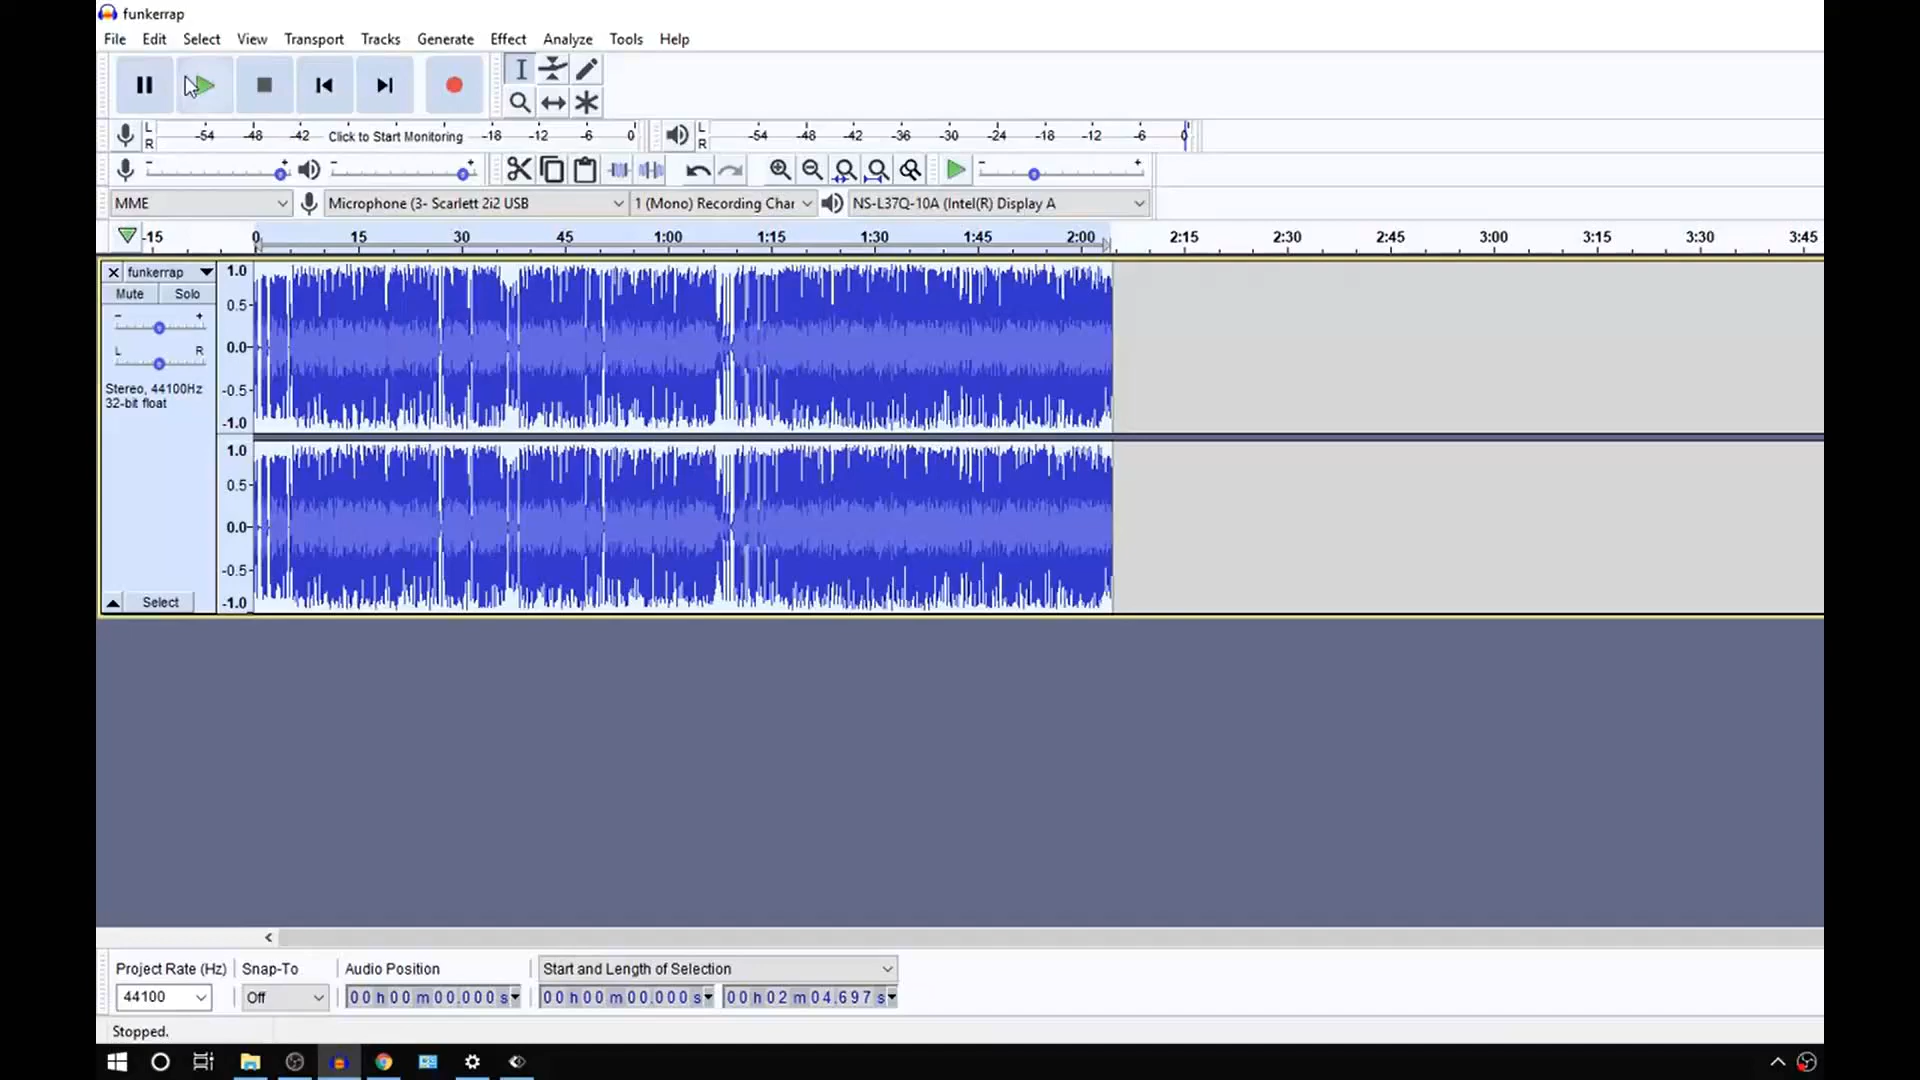 funkerrap
File Edit Select View Transport Tracks Generate Effect Analyze Tools Help
L R -54 -48 -42 Click to Start Monitoring -18 -12 -6 0 L R -54 -48 -42 -36 -30 -24 -18 -12 -6 0
- + - + - +
MME Microphone (3- Scarlett 2i2 USB 1 (Mono) Recording Char NS-L37Q-10A (Intel(R) Display A
-15 0 15 30 45 1:00 1:15 1:30 1:45 2:00 2:15 2:30 2:45 3:00 3:15 3:30 3:45
funkerrap 1.0
Mute Solo 0.5
- +
L R 0.0
Stereo, 44100Hz -0.5
32-bit float
-1.0
1.0
0.5
0.0
-0.5
Select -1.0
Project Rate (Hz) Snap-To Audio Position Start and Length of Selection
44100 Off 00 h 00 m 00.000 s 00 h 00 m 00.000 s 00 h 02 m 04.697 s
Stopped.